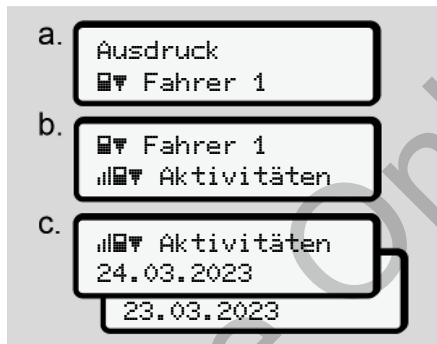 a.
Ausdruck
Fahrer 1
b.
Fahrer 1
Aktivitäten
c.
Aktivitäten
24.03.2023
23.03.2023